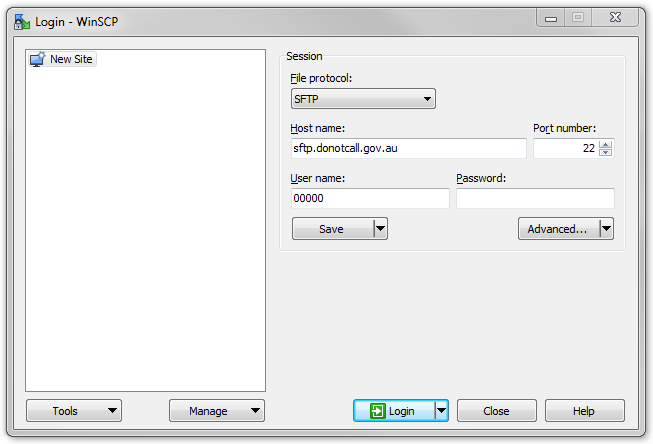 Login - WinSCP
New Site
Session
File protocol:
SFTP
Host name:
Port number:
sftp.donotcall.gov.au
22
User name:
Password:
00000
Save
Advanced...
Tools
Manage
Login
Close
Help